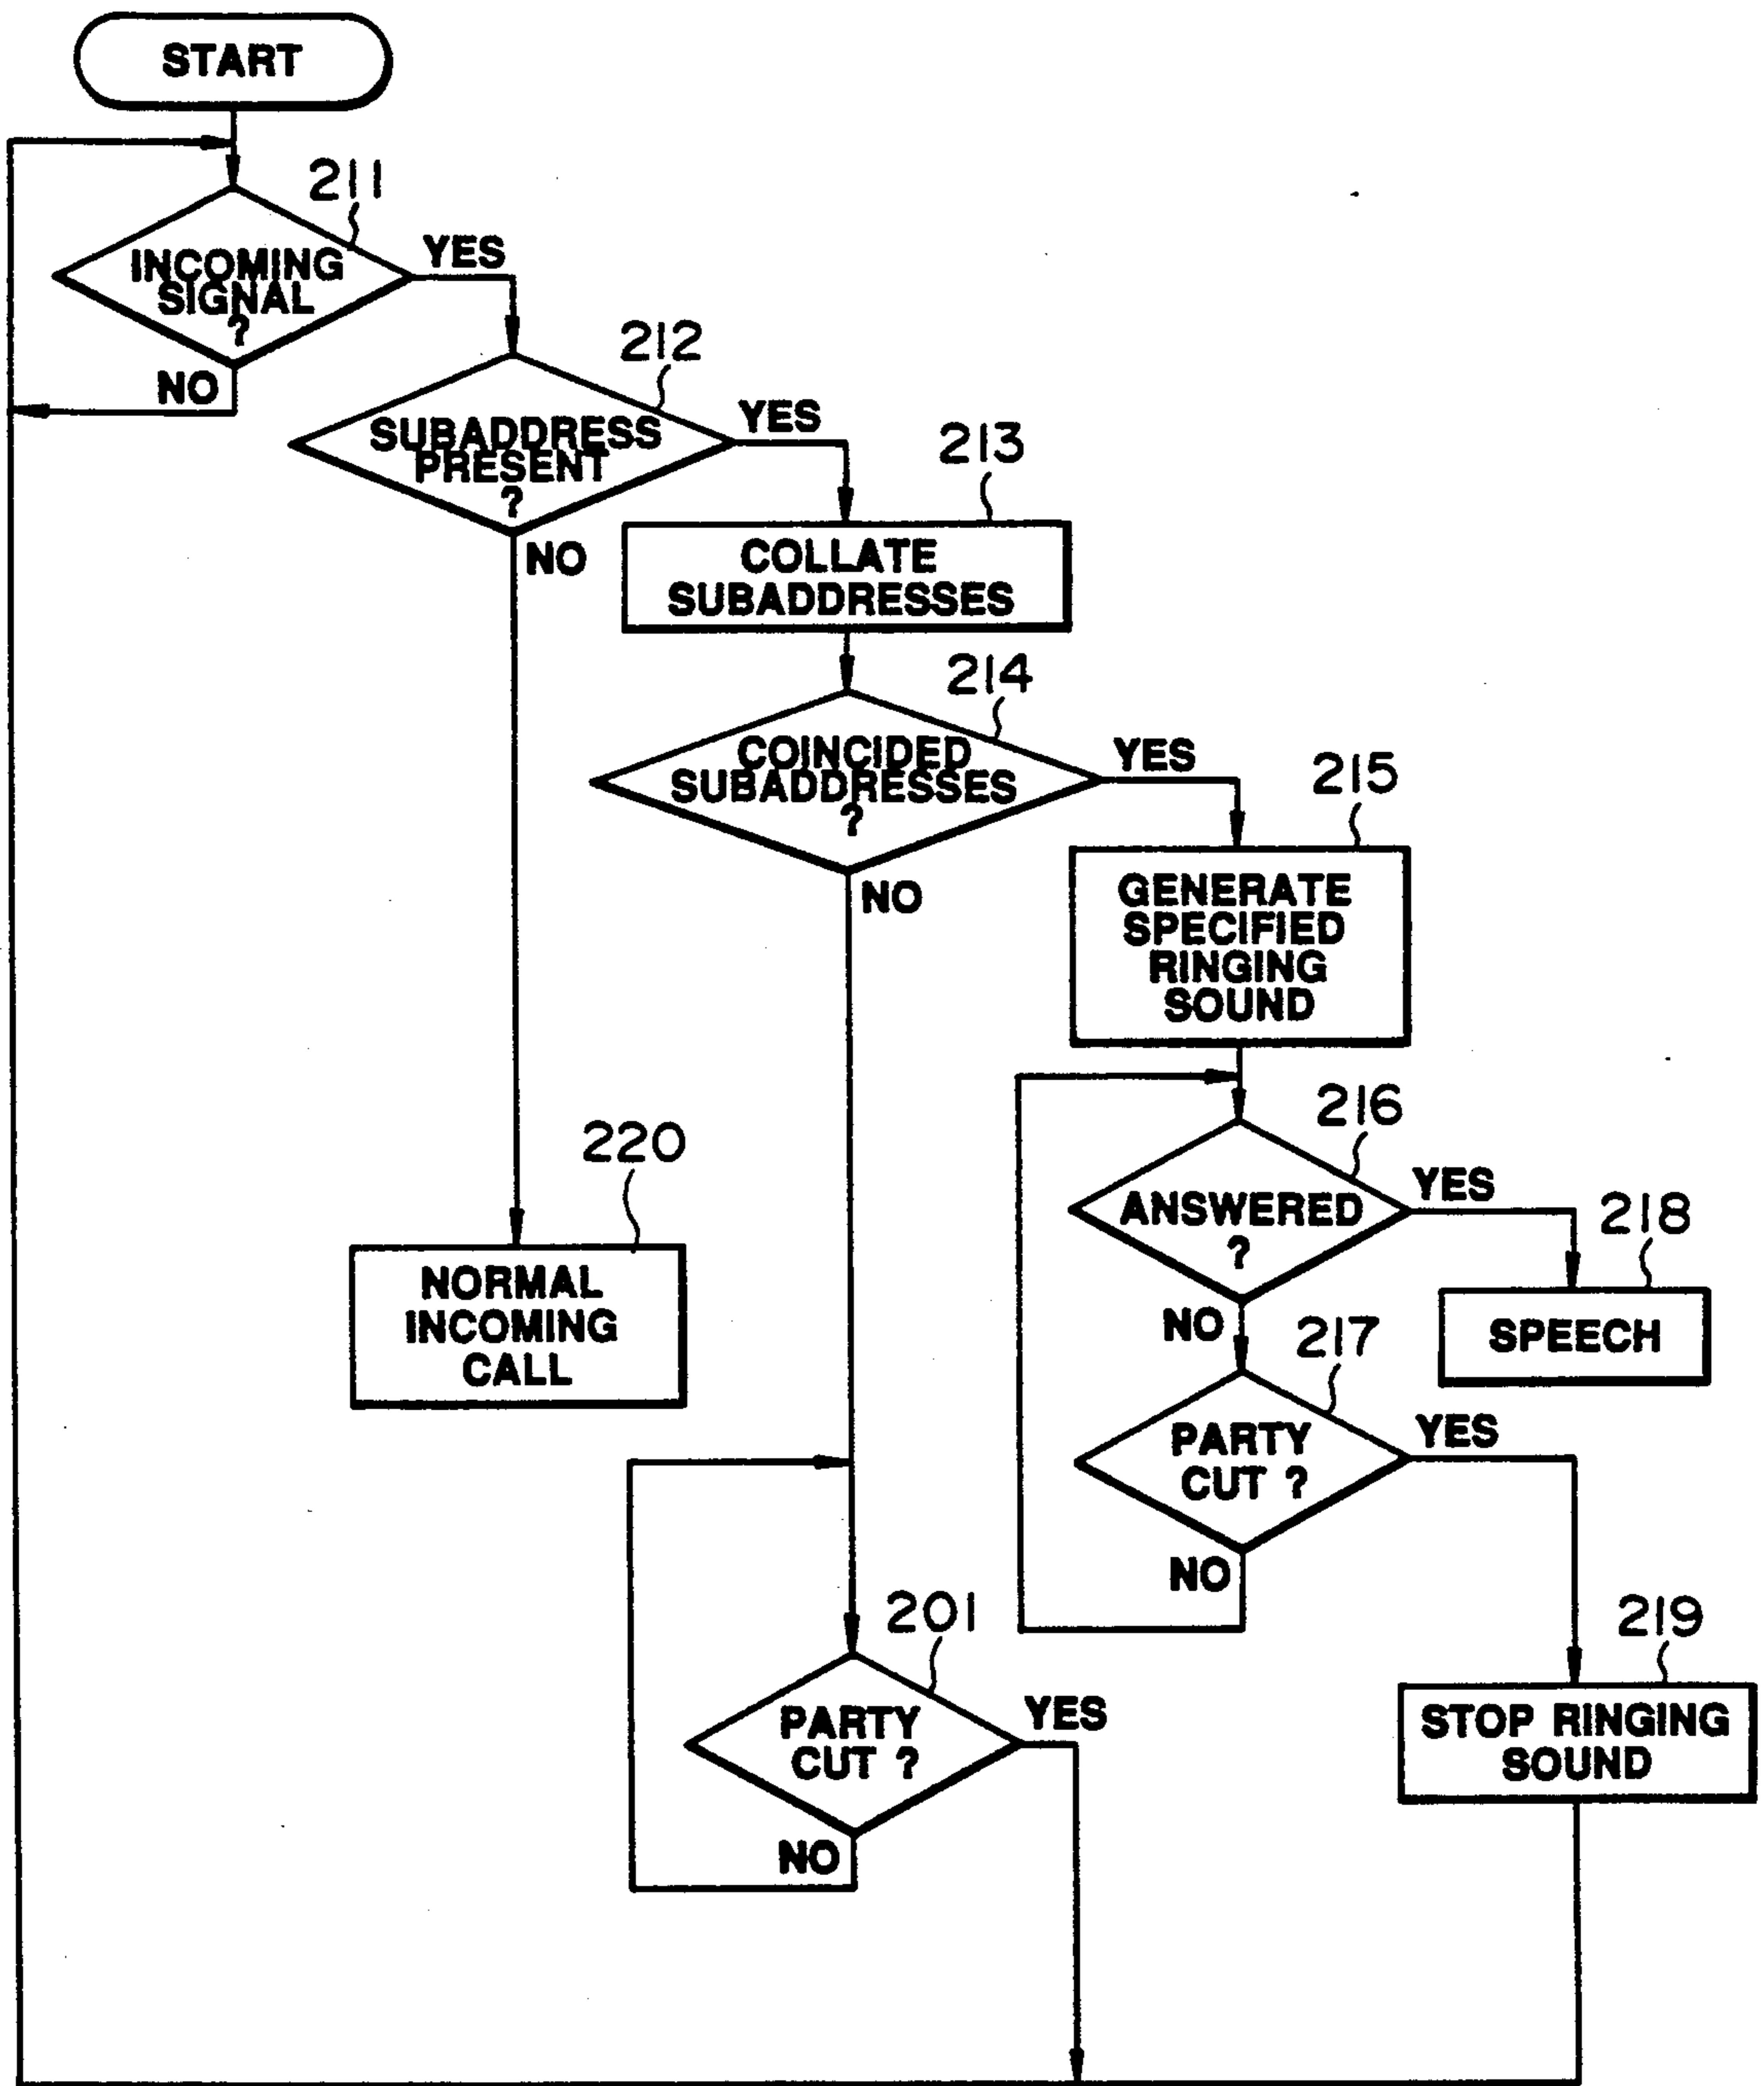 START
211
INCOMING
SIGNAL
?
YES
NO
212
SUBADDRESS
PRESENT
?
YES
NO
213
COLLATE
SUBADDRESSES
214
COINCIDED
SUBADDRESSES
?
YES
NO
215
GENERATE
SPECIFIED
RINGING
SOUND
216
ANSWERED
?
YES
NO
218
SPEECH
217
PARTY
CUT ?
YES
NO
220
NORMAL
INCOMING
CALL
201
PARTY
CUT ?
YES
NO
219
STOP RINGING
SOUND